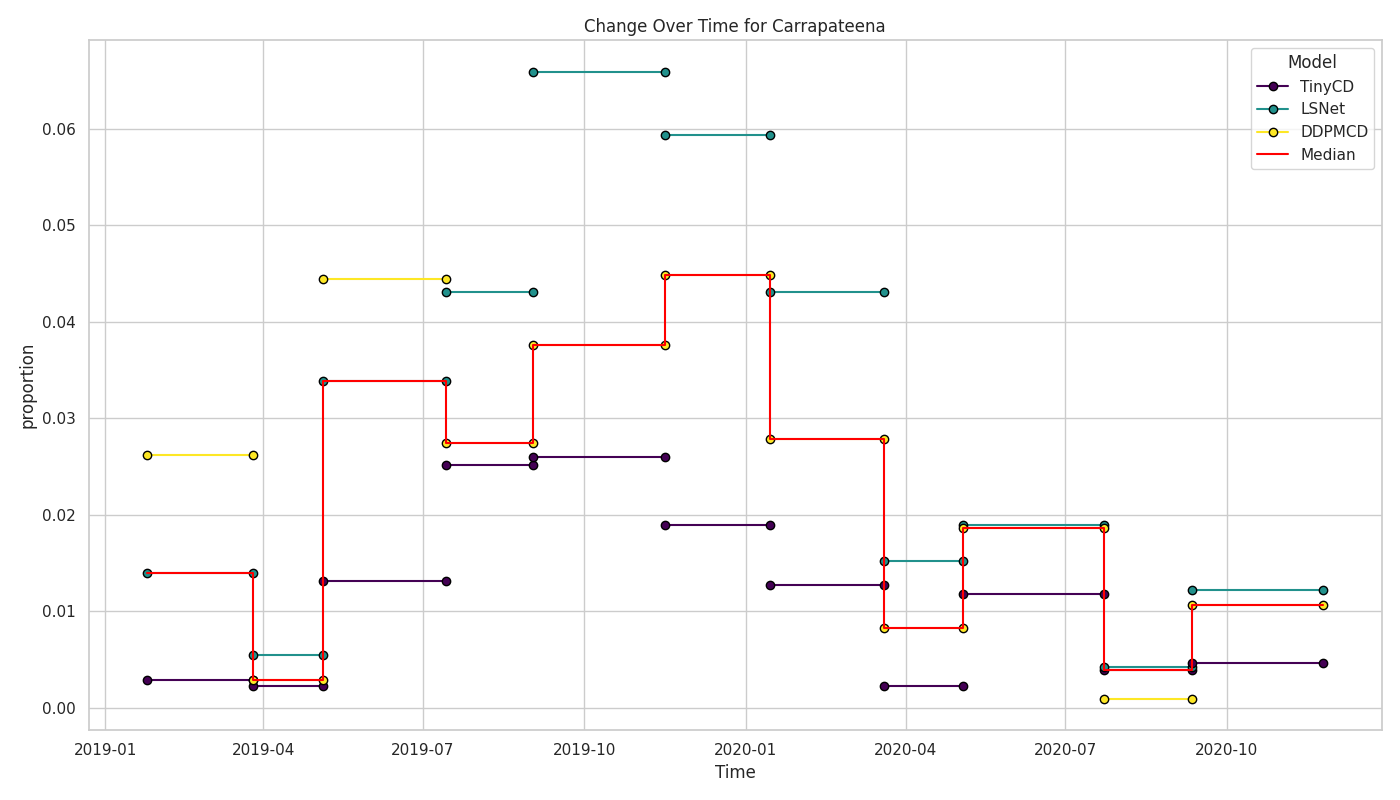 Change Over Time for Carrapateena
Model
TinyCD
LSNet
DDPMCD
Median
proportion
0.06
0.05
0.04
0.03
0.02
0.01
0.00
2019-01 2019-04 2019-07 2019-10 2020-01 2020-04 2020-07 2020-10
Time